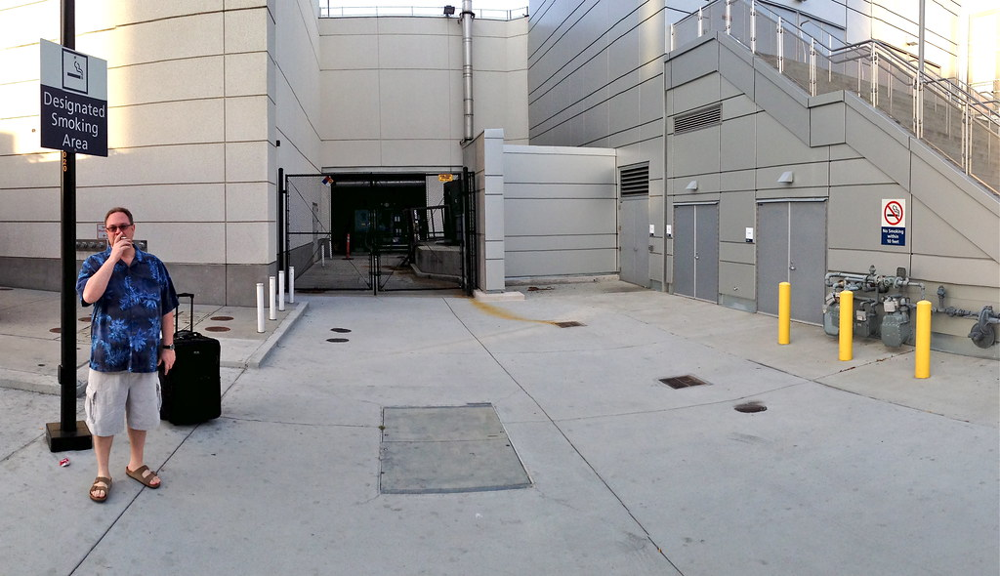 Designated
Smoking
Area
No Smoking
within
10 feet